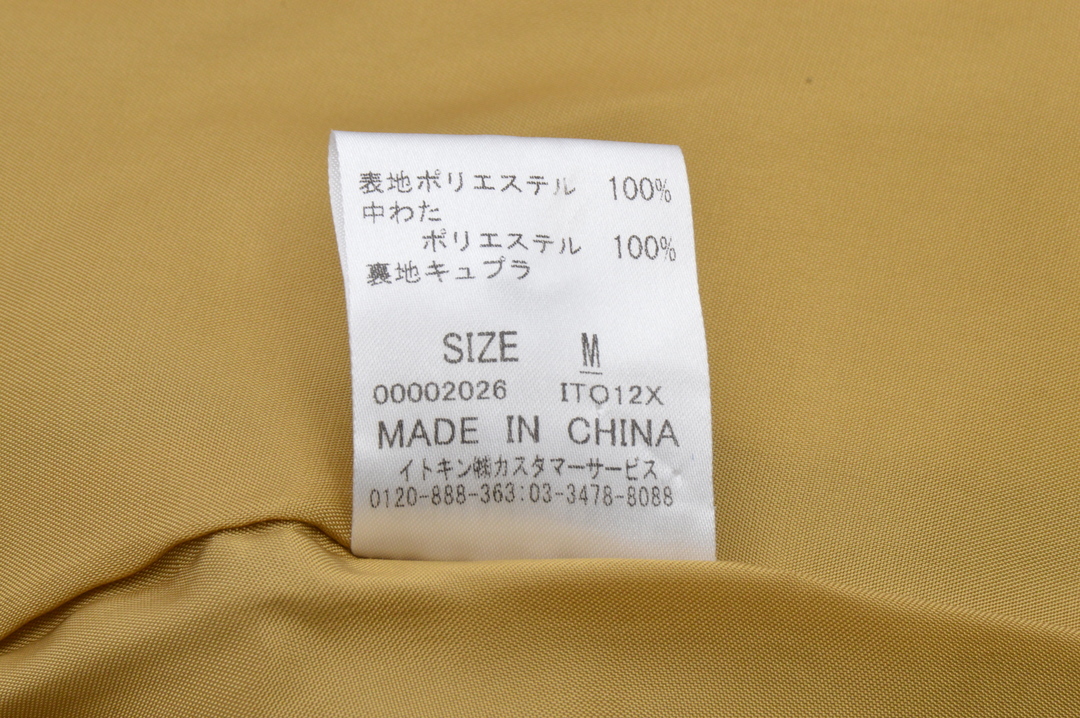 表地ポリエステル 100%
中わた
ポリエステル 100%
裏地キュプラ
SIZE M
00002026 ITO12X
MADE IN CHINA
イトキン㈱カスタマーサービス
0120-888-363:03-3478-8088